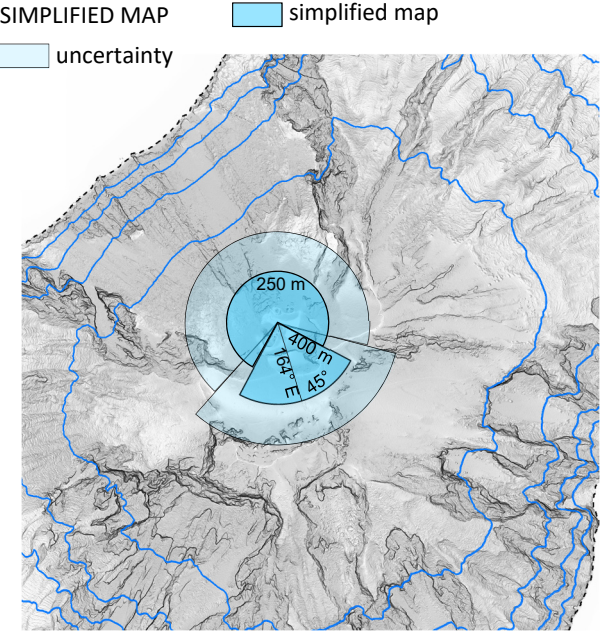 SIMPLIFIED MAP
simplified map
uncertainty
250 m
400 m
164° E
45°